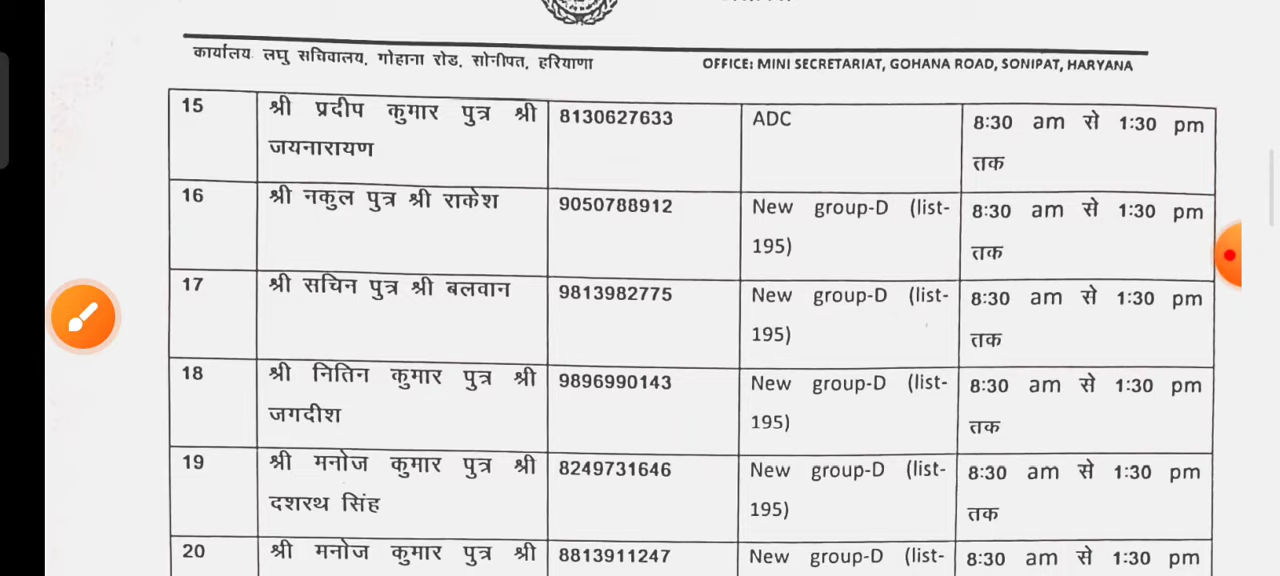 कार्यालय लघु सचिवालय, गोहाना रोड, सोनीपत, हरियाणा OFFICE: MINI SECRETARIAT, GOHANA ROAD, SONIPAT, HARYANA
15 श्री प्रदीप कुमार पुत्र श्री 8130627633 ADC 8:30 am से 1:30 pm
जयनारायण तक
16 श्री नकुल पुत्र श्री राकेश 9050788912 New group-D (list- 8:30 am से 1:30 pm
195) तक
17 श्री सचिन पुत्र श्री बलवान 9813982775 New group-D (list- 8:30 am से 1:30 pm
195) तक
18 श्री नितिन कुमार पुत्र श्री 9896990143 New group-D (list- 8:30 am से 1:30 pm
जगदीश 195) तक
19 श्री मनोज कुमार पुत्र श्री 8249731646 New group-D (list- 8:30 am से 1:30 pm
दशरथ सिंह 195) तक
20 श्री मनोज कुमार पुत्र श्री 8813911247 New group-D (list- 8:30 am से 1:30 pm